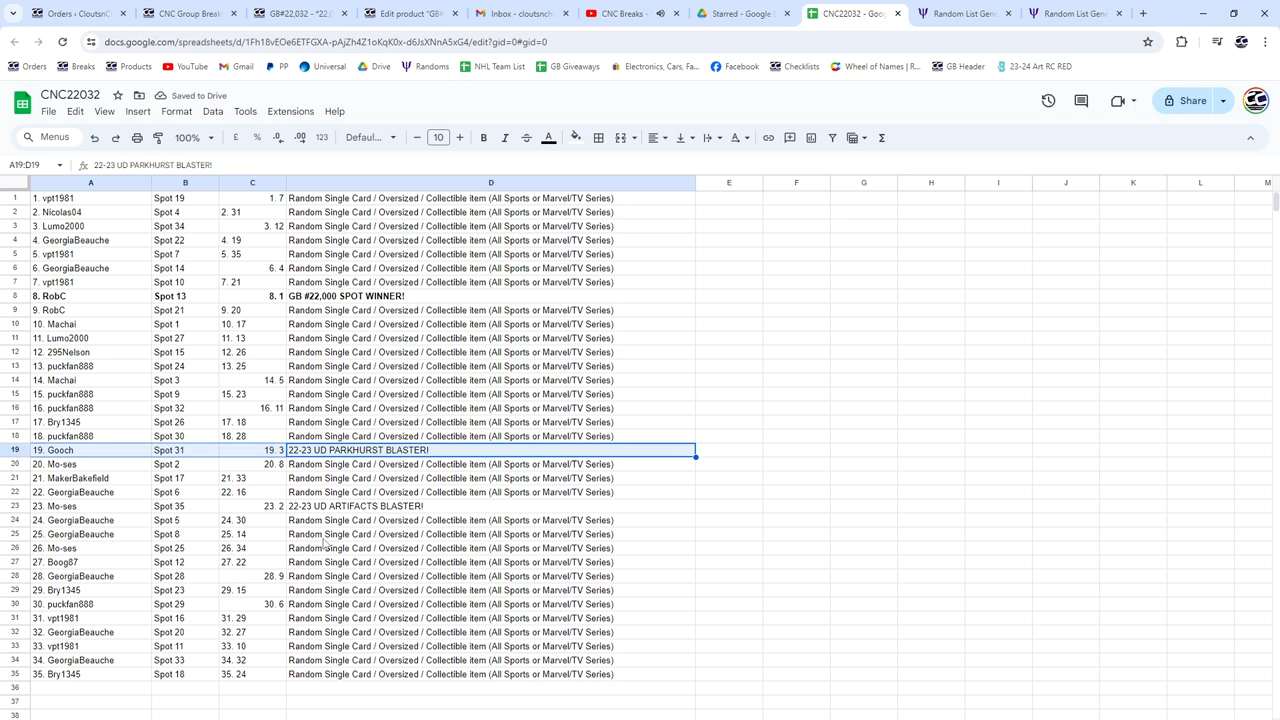 Orders ‹ CloutsnC
CNC Group Break
GB#22,032 - *22
Edit product "GB
Inbox - cloutsnch
CNC Breaks -
Starred - Google
CNC22032 - Goo
Random List Gene
Random List Gene
docs.google.com/spreadsheets/d/1Fh18vEOe6ETFGXA-pAjZh4Z1oKqK0x-d6JsXNnA5xG4/edit?gid=0#gid=0
Orders Breaks Products YouTube Gmail PP Universal Drive Randoms NHL Team List GB Giveaways Electronics, Cars, Fa... Facebook Checklists Wheel of Names | R... GB Header 23-24 Art RC RED
CNC22032 Saved to Drive
File Edit View Insert Format Data Tools Extensions Help
Share
Menus 100% £ % .0 .00 123 Defaul... 10 B I A
A19:D19 fx 22-23 UD PARKHURST BLASTER!
A B C D E F G H I J K L M
1 1. vpt1981 Spot 19 1. 7 Random Single Card / Oversized / Collectible item (All Sports or Marvel/TV Series)
2 2. Nicolas04 Spot 4 2. 31 Random Single Card / Oversized / Collectible item (All Sports or Marvel/TV Series)
3 3. Lumo2000 Spot 34 3. 12 Random Single Card / Oversized / Collectible item (All Sports or Marvel/TV Series)
4 4. GeorgiaBeauche Spot 22 4. 19 Random Single Card / Oversized / Collectible item (All Sports or Marvel/TV Series)
5 5. vpt1981 Spot 7 5. 35 Random Single Card / Oversized / Collectible item (All Sports or Marvel/TV Series)
6 6. GeorgiaBeauche Spot 14 6. 4 Random Single Card / Oversized / Collectible item (All Sports or Marvel/TV Series)
7 7. vpt1981 Spot 10 7. 21 Random Single Card / Oversized / Collectible item (All Sports or Marvel/TV Series)
8 8. RobC Spot 13 8. 1 GB #22,000 SPOT WINNER!
9 9. RobC Spot 21 9. 20 Random Single Card / Oversized / Collectible item (All Sports or Marvel/TV Series)
10 10. Machai Spot 1 10. 17 Random Single Card / Oversized / Collectible item (All Sports or Marvel/TV Series)
11 11. Lumo2000 Spot 27 11. 13 Random Single Card / Oversized / Collectible item (All Sports or Marvel/TV Series)
12 12. 295Nelson Spot 15 12. 26 Random Single Card / Oversized / Collectible item (All Sports or Marvel/TV Series)
13 13. puckfan888 Spot 24 13. 25 Random Single Card / Oversized / Collectible item (All Sports or Marvel/TV Series)
14 14. Machai Spot 3 14. 5 Random Single Card / Oversized / Collectible item (All Sports or Marvel/TV Series)
15 15. puckfan888 Spot 9 15. 23 Random Single Card / Oversized / Collectible item (All Sports or Marvel/TV Series)
16 16. puckfan888 Spot 32 16. 11 Random Single Card / Oversized / Collectible item (All Sports or Marvel/TV Series)
17 17. Bry1345 Spot 26 17. 18 Random Single Card / Oversized / Collectible item (All Sports or Marvel/TV Series)
18 18. puckfan888 Spot 30 18. 28 Random Single Card / Oversized / Collectible item (All Sports or Marvel/TV Series)
19 19. Gooch Spot 31 19. 3 22-23 UD PARKHURST BLASTER!
20 20. Mo-ses Spot 2 20. 8 Random Single Card / Oversized / Collectible item (All Sports or Marvel/TV Series)
21 21. MakerBakefield Spot 17 21. 33 Random Single Card / Oversized / Collectible item (All Sports or Marvel/TV Series)
22 22. GeorgiaBeauche Spot 6 22. 16 Random Single Card / Oversized / Collectible item (All Sports or Marvel/TV Series)
23 23. Mo-ses Spot 35 23. 2 22-23 UD ARTIFACTS BLASTER!
24 24. GeorgiaBeauche Spot 5 24. 30 Random Single Card / Oversized / Collectible item (All Sports or Marvel/TV Series)
25 25. GeorgiaBeauche Spot 8 25. 14 Random Single Card / Oversized / Collectible item (All Sports or Marvel/TV Series)
26 26. Mo-ses Spot 25 26. 34 Random Single Card / Oversized / Collectible item (All Sports or Marvel/TV Series)
27 27. Boog87 Spot 12 27. 22 Random Single Card / Oversized / Collectible item (All Sports or Marvel/TV Series)
28 28. GeorgiaBeauche Spot 28 28. 9 Random Single Card / Oversized / Collectible item (All Sports or Marvel/TV Series)
29 29. Bry1345 Spot 23 29. 15 Random Single Card / Oversized / Collectible item (All Sports or Marvel/TV Series)
30 30. puckfan888 Spot 29 30. 6 Random Single Card / Oversized / Collectible item (All Sports or Marvel/TV Series)
31 31. vpt1981 Spot 16 31. 29 Random Single Card / Oversized / Collectible item (All Sports or Marvel/TV Series)
32 32. GeorgiaBeauche Spot 20 32. 27 Random Single Card / Oversized / Collectible item (All Sports or Marvel/TV Series)
33 33. vpt1981 Spot 11 33. 10 Random Single Card / Oversized / Collectible item (All Sports or Marvel/TV Series)
34 34. GeorgiaBeauche Spot 33 34. 32 Random Single Card / Oversized / Collectible item (All Sports or Marvel/TV Series)
35 35. Bry1345 Spot 18 35. 24 Random Single Card / Oversized / Collectible item (All Sports or Marvel/TV Series)
36
37
38